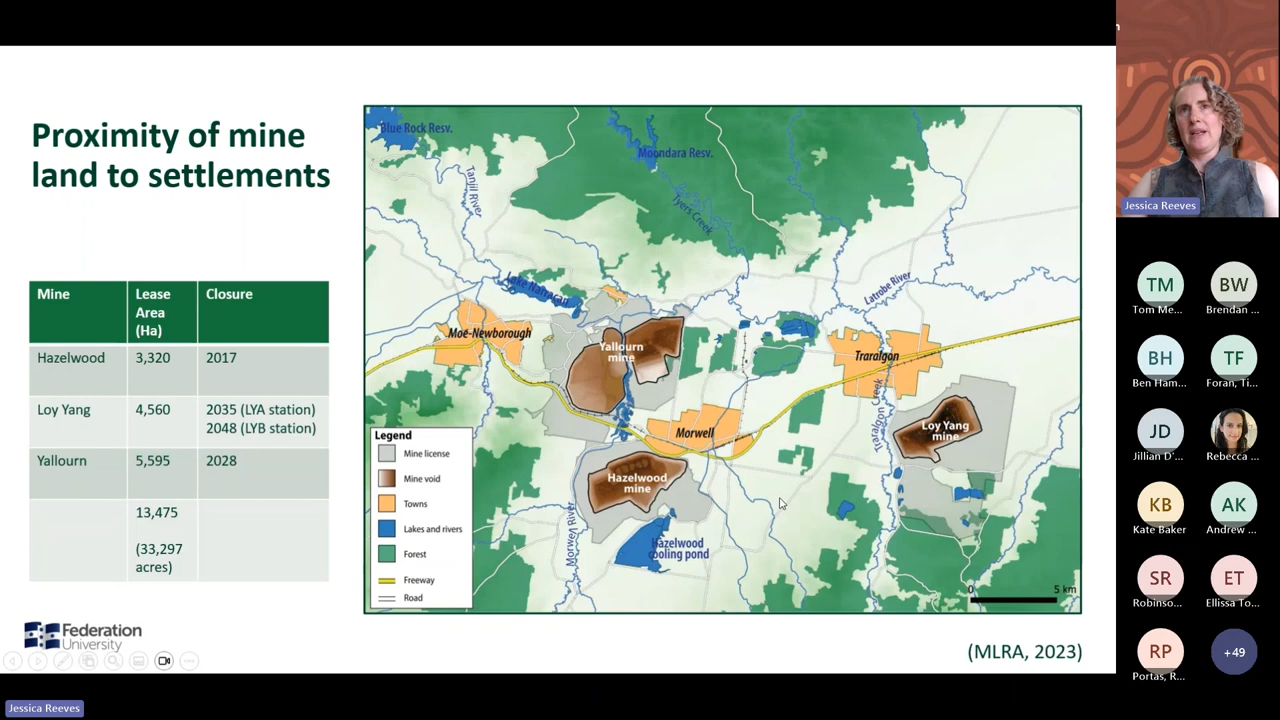 Proximity of mine
land to settlements
Mine
Lease
Area
(Ha)
Closure
Hazelwood
3,320
2017
Loy Yang
4,560
2035 (LYA station)
2048 (LYB station)
Yallourn
5,595
2028
13,475
(33,297
acres)
Federation
University
Blue Rock Resv.
Moondara Resv.
Tanjil River
Tyers Creek
Lake Narracan
Latrobe River
Moe-Newborough
Yallourn
mine
Traralgon
Traralgon Creek
Morwell
Loy Yang
mine
Hazelwood
mine
Morwell River
Hazelwood
cooling pond
Legend
Mine license
Mine void
Towns
Lakes and rivers
Forest
Freeway
Road
0
5 km
(MLRA, 2023)
Jessica Reeves
n
Jessica Reeves
TM
Tom Me...
BW
Brendan ...
BH
Ben Ham...
TF
Foran, Ti...
JD
Jillian D'...
Rebecca ...
KB
Kate Baker
AK
Andrew ...
SR
Robinso...
ET
Ellissa To...
RP
Portas, R...
+49